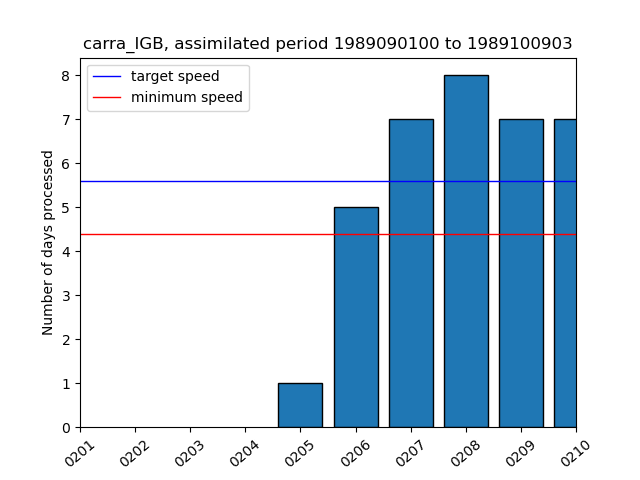 carra_IGB, assimilated period 1989090100 to 1989100903
target speed
minimum speed
Number of days processed
8
7
6
5
4
3
2
1
0
0201 0202 0203 0204 0205 0206 0207 0208 0209 0210